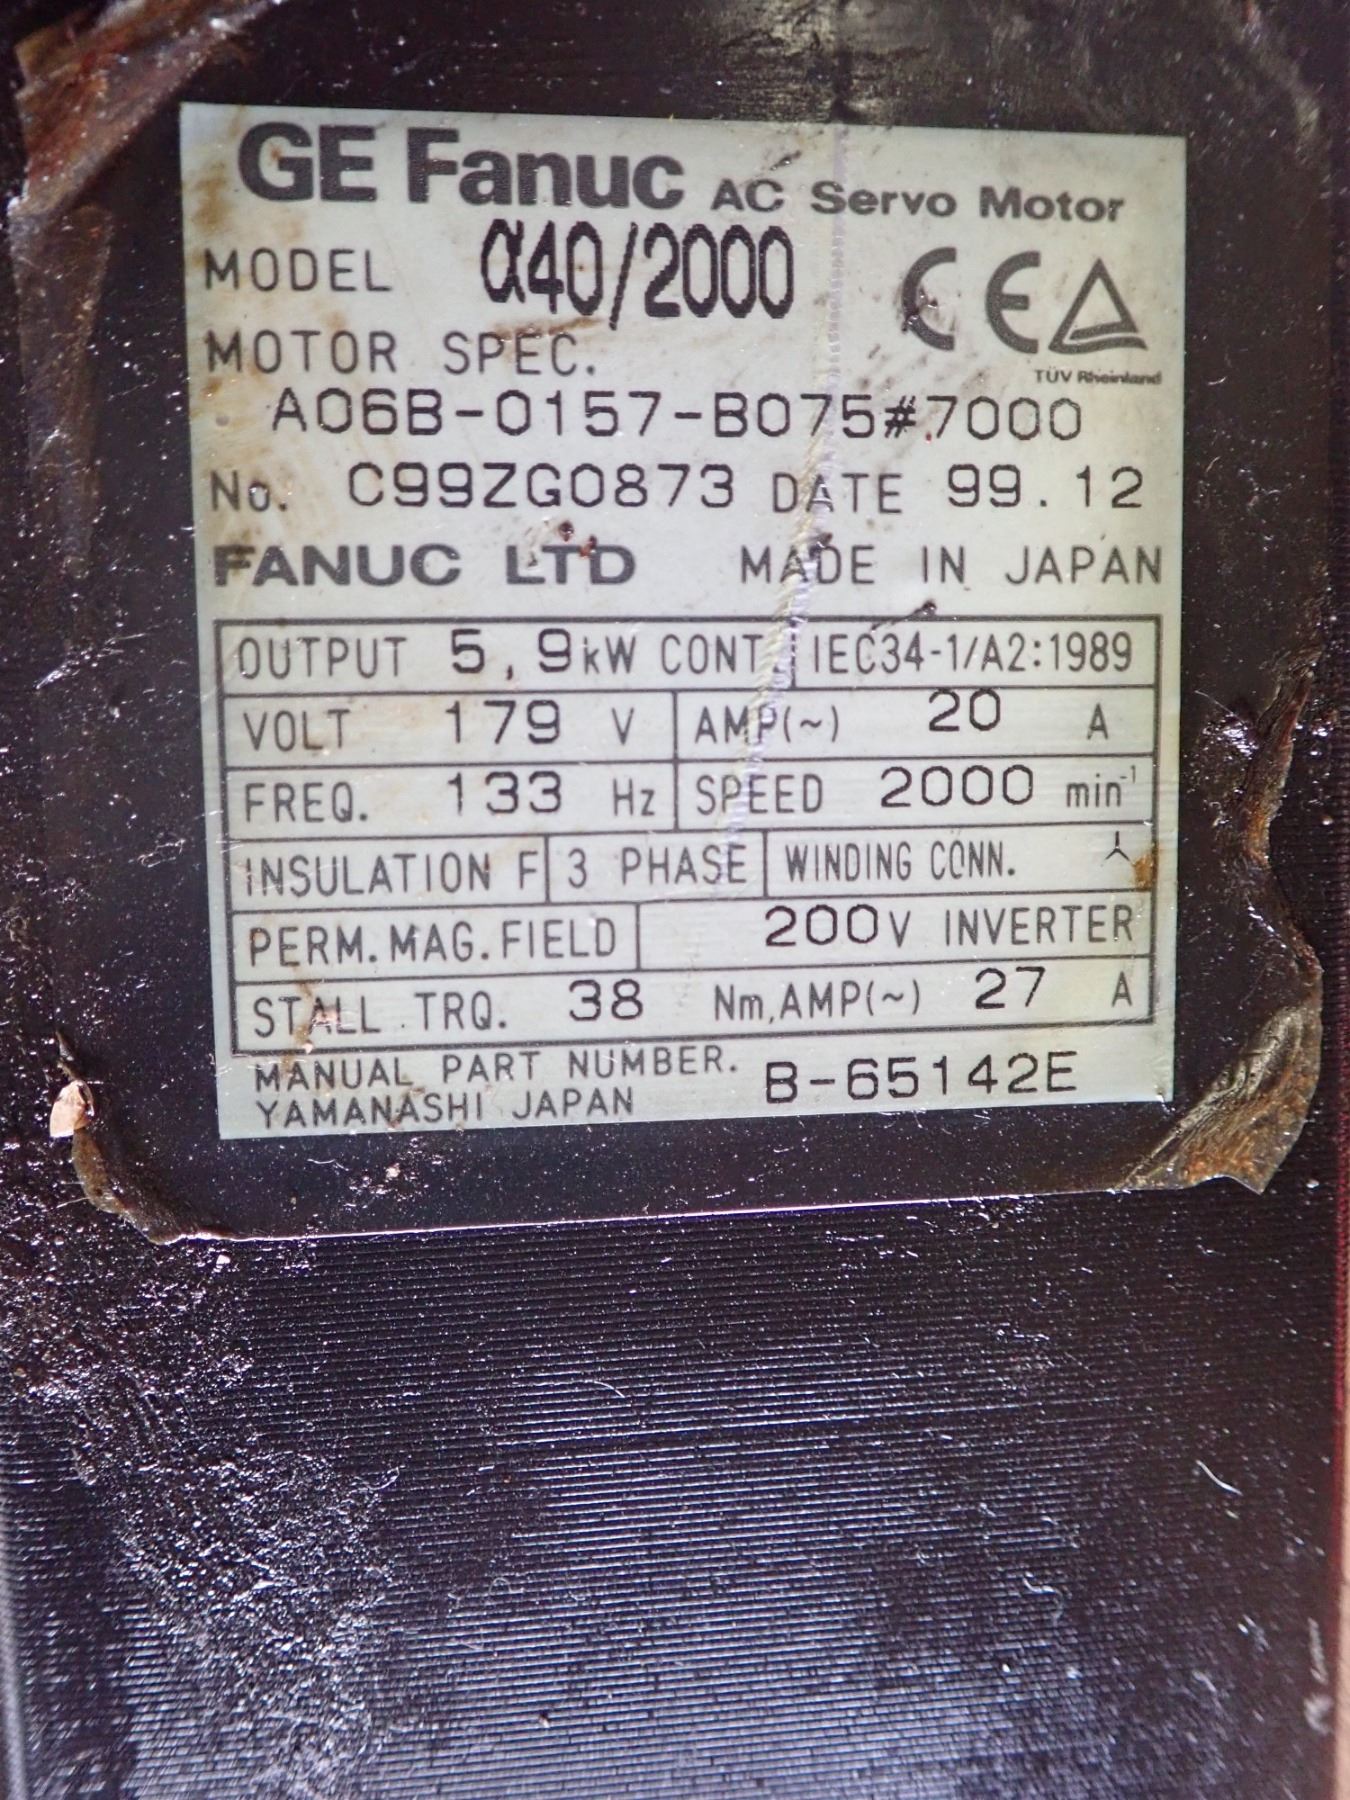 GE Fanuc AC Servo Motor
MODEL α40/2000
CE
TÜV Rheinland
MOTOR SPEC.
A06B-0157-B075#7000
No. C99ZG0873 DATE 99.12
FANUC LTD MADE IN JAPAN
OUTPUT 5,9kW CONT. IEC34-1/A2:1989
VOLT 179 V AMP(~) 20 A
FREQ. 133 Hz SPEED 2000 min⁻¹
INSULATION F 3 PHASE WINDING CONN.
PERM.MAG.FIELD 200V INVERTER
STALL TRQ. 38 Nm,AMP(~) 27 A
MANUAL PART NUMBER. B-65142E
YAMANASHI JAPAN